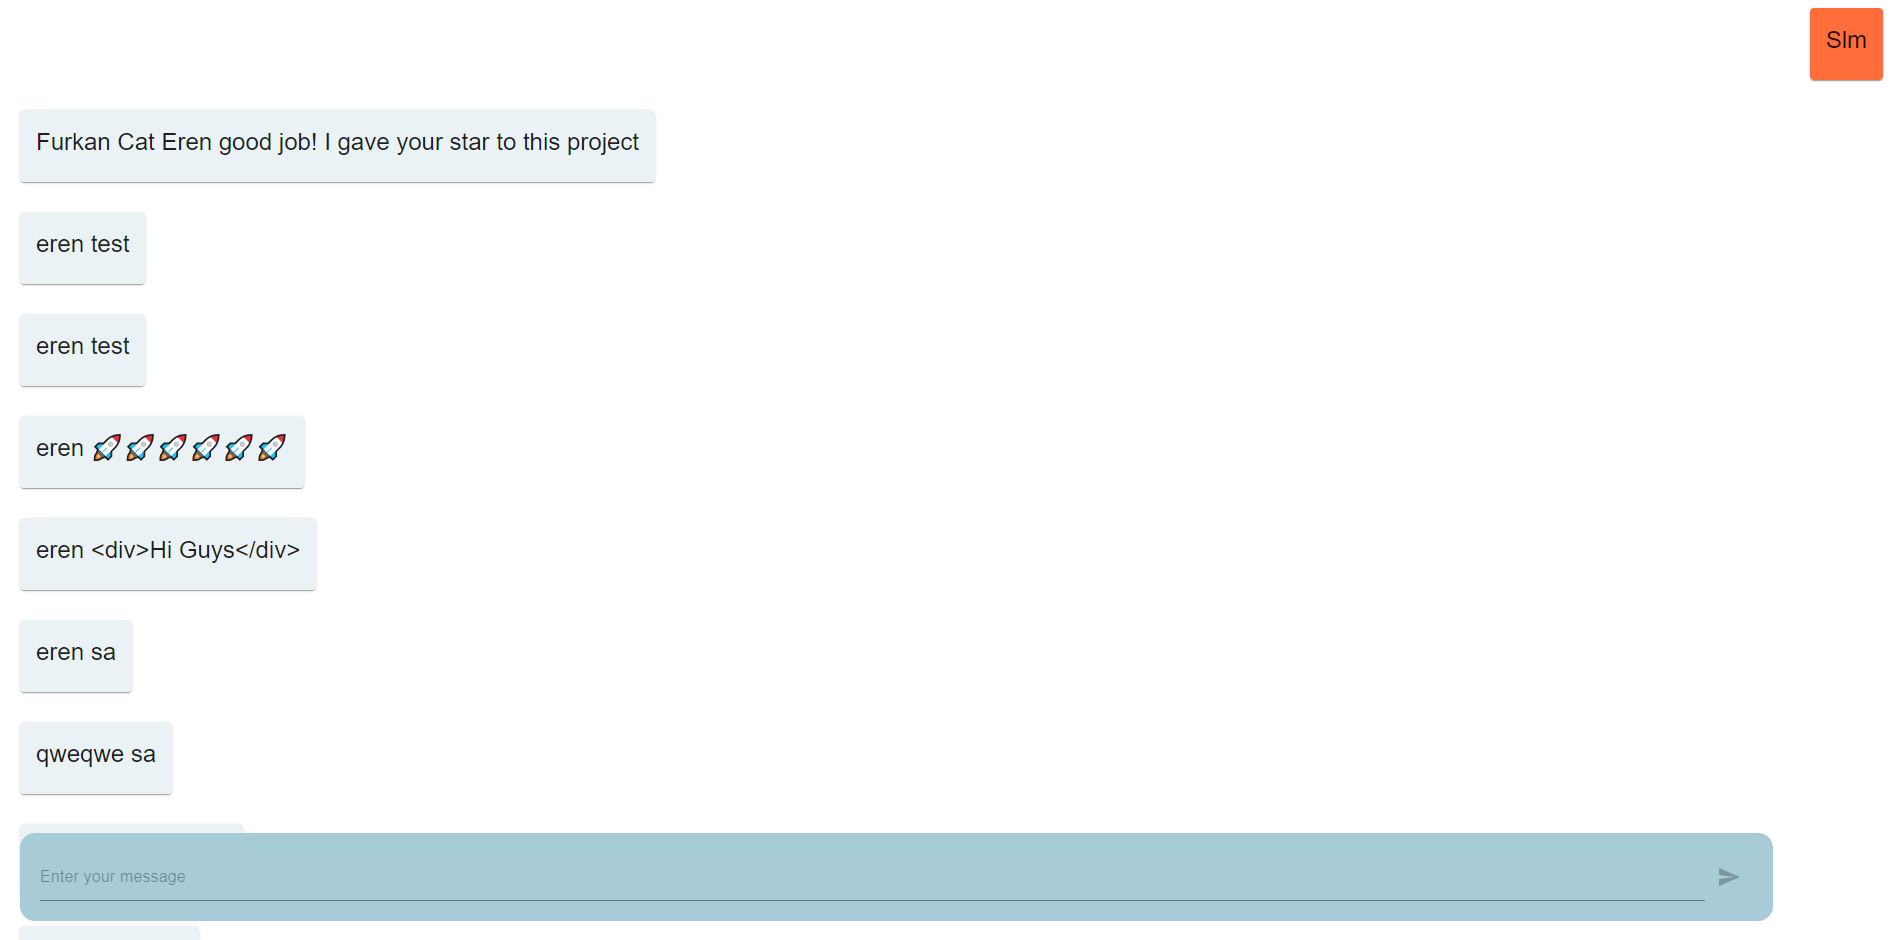 Slm
Furkan Cat Eren good job! I gave your star to this project
eren test
eren test
eren 🚀🚀🚀🚀🚀🚀
eren <div>Hi Guys</div>
eren sa
qweqwe sa
Enter your message